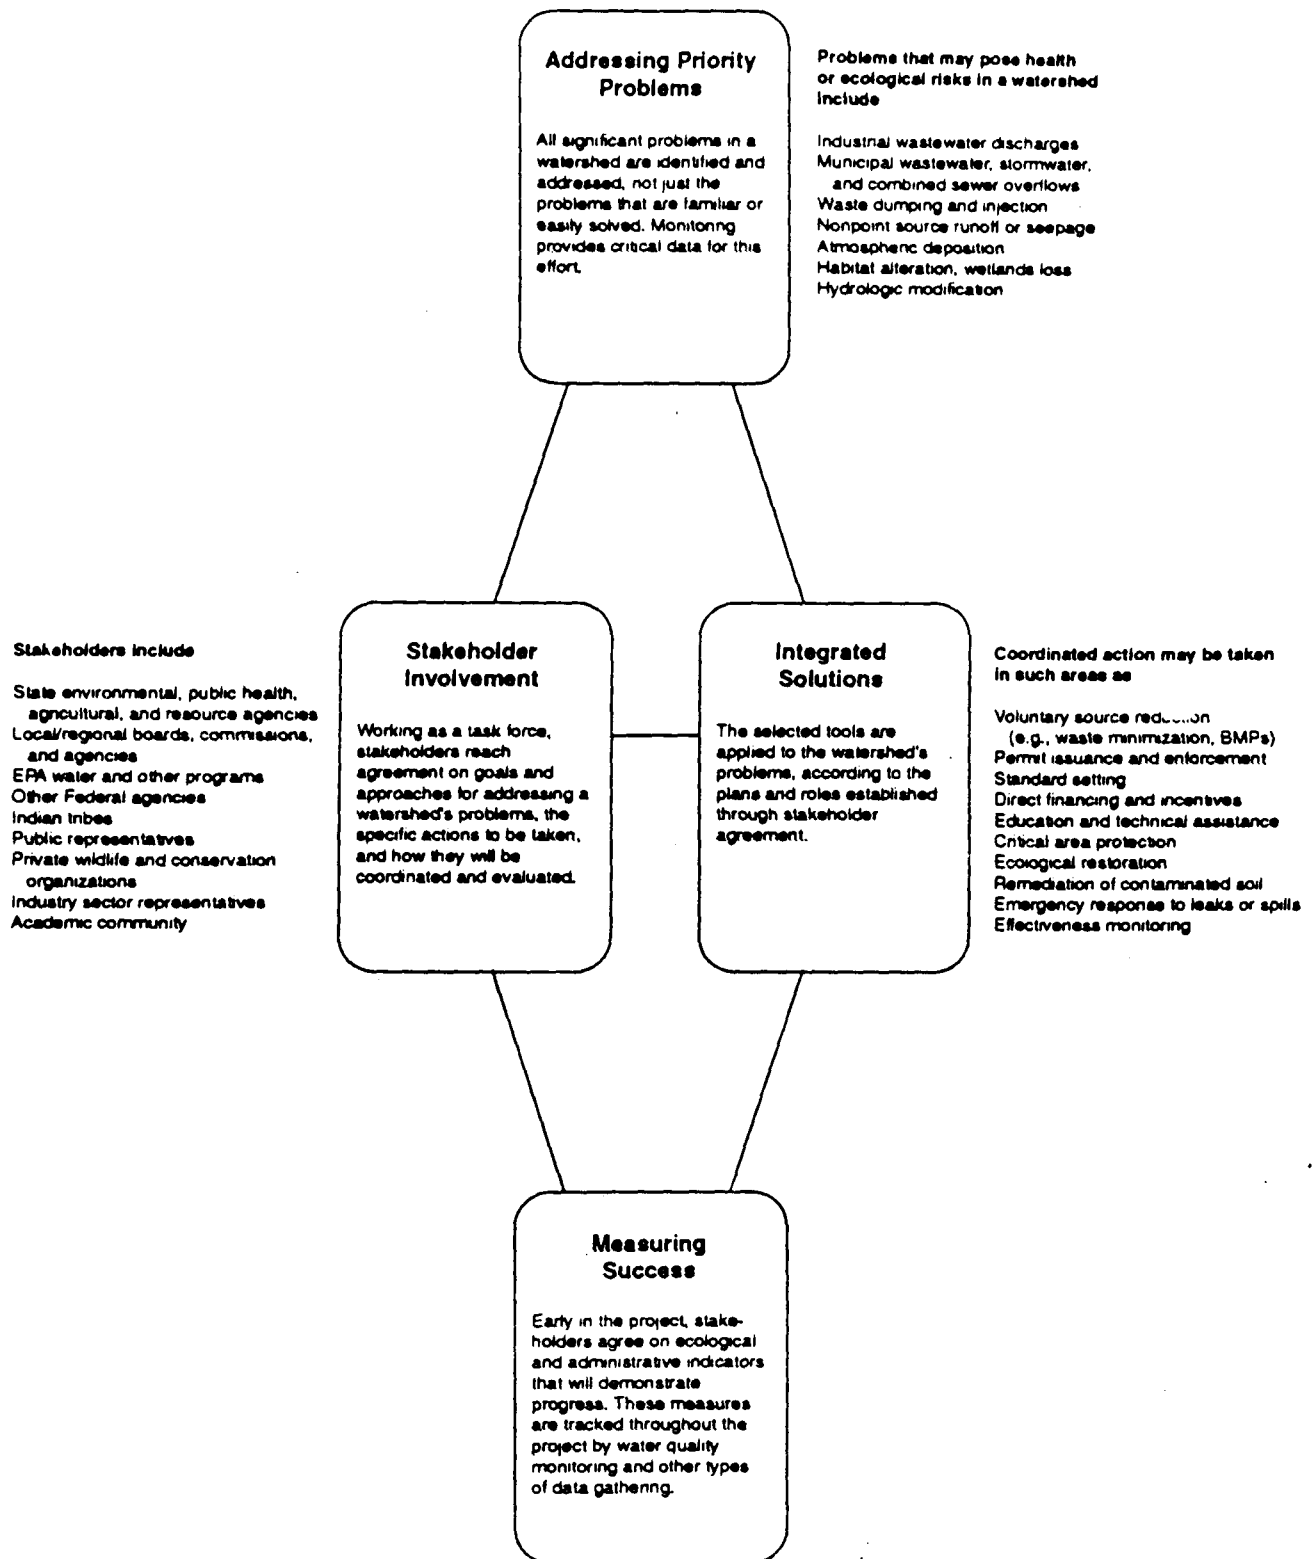 Addressing Priority
Problems
All significant problems in a
watershed are identified and
addressed, not just the
problems that are familiar or
easily solved. Monitoring
provides critical data for this
effort.
Problems that may pose health
or ecological risks in a watershed
include
Industrial wastewater discharges
Municipal wastewater, stormwater,
and combined sewer overflows
Waste dumping and injection
Nonpoint source runoff or seepage
Atmospheric deposition
Habitat alteration, wetlands loss
Hydrologic modification
Stakeholders include
State environmental, public health,
agricultural, and resource agencies
Local/regional boards, commissions,
and agencies
EPA water and other programs
Other Federal agencies
Indian tribes
Public representatives
Private wildlife and conservation
organizations
Industry sector representatives
Academic community
Stakeholder
Involvement
Working as a task force,
stakeholders reach
agreement on goals and
approaches for addressing a
watershed's problems, the
specific actions to be taken,
and how they will be
coordinated and evaluated.
Integrated
Solutions
The selected tools are
applied to the watershed's
problems, according to the
plans and roles established
through stakeholder
agreement.
Coordinated action may be taken
in such areas as
Voluntary source reduction
(e.g., waste minimization, BMPs)
Permit issuance and enforcement
Standard setting
Direct financing and incentives
Education and technical assistance
Critical area protection
Ecological restoration
Remediation of contaminated soil
Emergency response to leaks or spills
Effectiveness monitoring
Measuring
Success
Early in the project, stake-
holders agree on ecological
and administrative indicators
that will demonstrate
progress. These measures
are tracked throughout the
project by water quality
monitoring and other types
of data gathering.